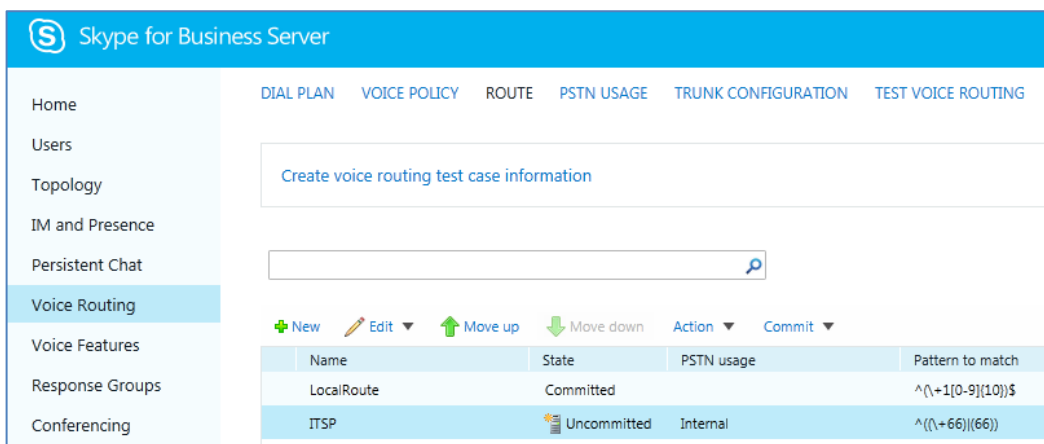 Skype for Business Server
Home
Users
Topology
IM and Presence
Persistent Chat
Voice Routing
Voice Features
Response Groups
Conferencing
DIAL PLAN VOICE POLICY ROUTE PSTN USAGE TRUNK CONFIGURATION TEST VOICE ROUTING
Create voice routing test case information
New Edit Move up Move down Action Commit
Name State PSTN usage Pattern to match
LocalRoute Committed ^(\+1[0-9]{10})$
ITSP Uncommitted Internal ^((\+66)|(66))